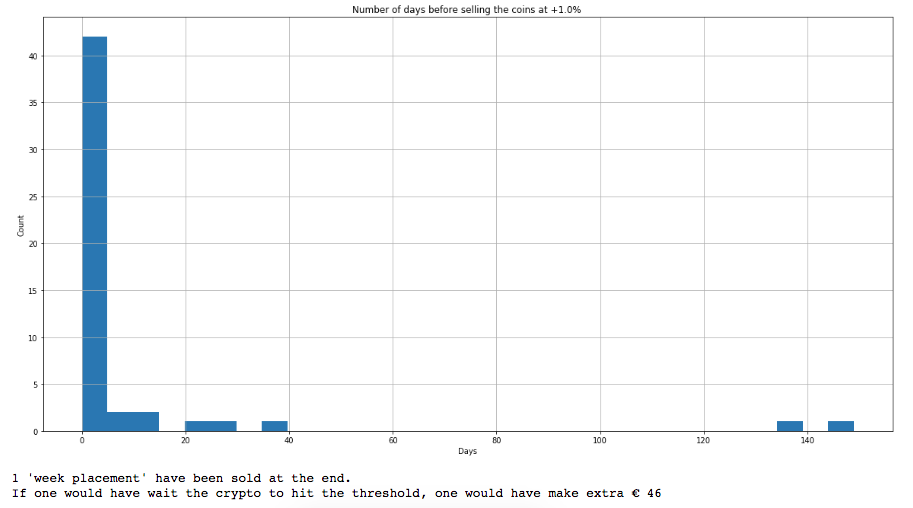 Number of days before selling the coins at +1.0%
40
35
30
25
20
15
10
5
0
Count
0 20 40 60 80 100 120 140
Days
1 'week placement' have been sold at the end.
If one would have wait the crypto to hit the threshold, one would have make extra € 46